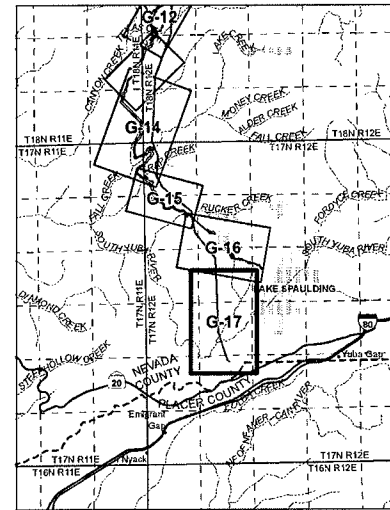 G-12
T18N R11E
T18N R12E
CANYON CREEK
LAKE CREEK
MONEY CREEK
ALDER CREEK
FALL CREEK
G-14
T18N R11E
T17N R11E
T18N R12E
T17N R12E
FALL CREEK
CREEK
G-15
RUCKER CREEK
FORDYCE CREEK
SOUTH YUBA
RIVER
G-16
SOUTH YUBA RIVER
T17N R11E
T17N R12E
LAKE SPAULDING
DIAMOND CREEK
G-17
80
STEEPHOLLOW CREEK
NEVADA
COUNTY
PLACER COUNTY
20
Yuba Gap
Emigrant
Gap
Nyack
T17N R11E
T16N R11E
T17N R12E
T16N R12E